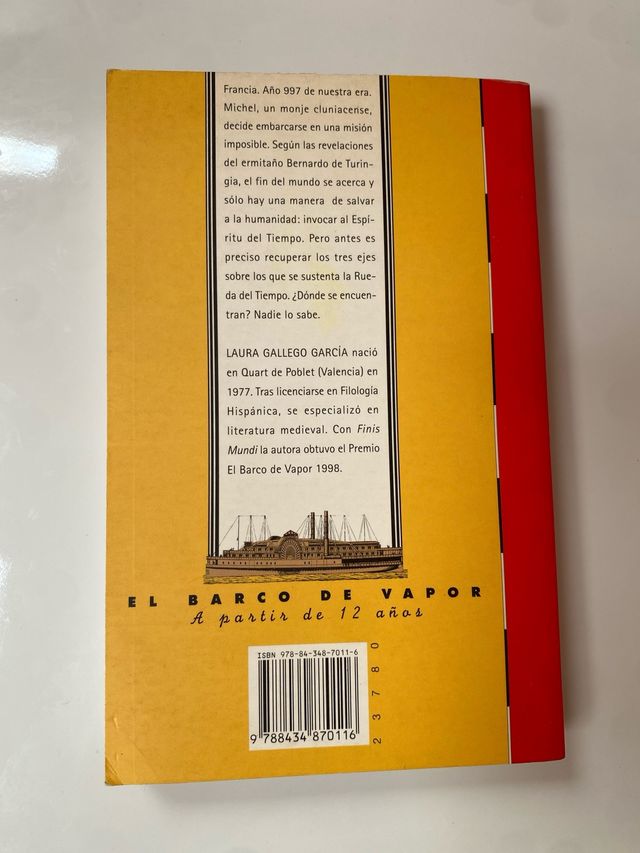 Francia. Año 997 de nuestra era.
Michel, un monje cluniacense,
decide embarcarse en una misión
imposible. Según las revelaciones
del ermitaño Bernardo de Turin-
gia, el fin del mundo se acerca y
sólo hay una manera de salvar
a la humanidad: invocar al Espí-
ritu del Tiempo. Pero antes es
preciso recuperar los tres ejes
sobre los que se sustenta la Rue-
da del Tiempo. ¿Dónde se encuen-
tran? Nadie lo sabe.
LAURA GALLEGO GARCÍA nació
en Quart de Poblet (Valencia) en
1977. Tras licenciarse en Filología
Hispánica, se especializó en
literatura medieval. Con Finis
Mundi la autora obtuvo el Premio
El Barco de Vapor 1998.
EL BARCO DE VAPOR
A partir de 12 años
ISBN 978-84-348-7011-6
9 788434 870116
23780